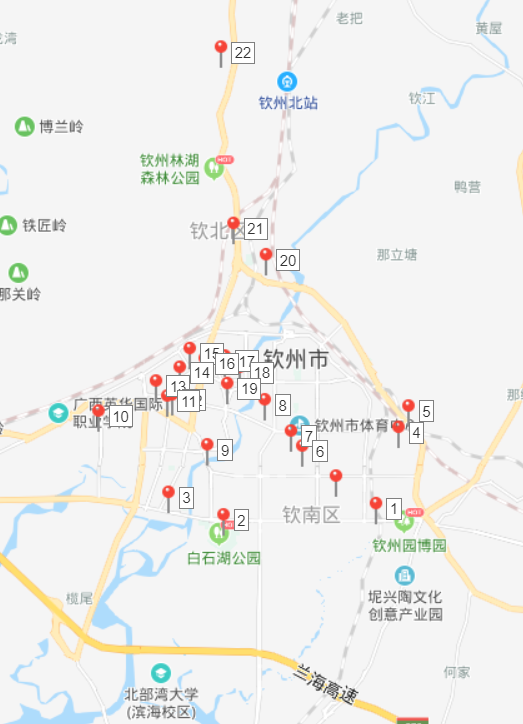 老把
黄屋
22
钦州北站
钦江
博兰岭
HOT
钦州林湖
森林公园
鸭营
铁匠岭
钦北区
21
那立塘
20
那关岭
15
16
17
钦州市
14
18
13
19
广西英华国际
职业学院
11
10
8
5
钦州市体育中心
4
7
9
6
3
1
2
HOT
钦南区
HOT
白石湖公园
钦州园博园
坭兴陶文化
创意产业园
榄尾
何家
兰海高速
北部湾大学
(滨海校区)